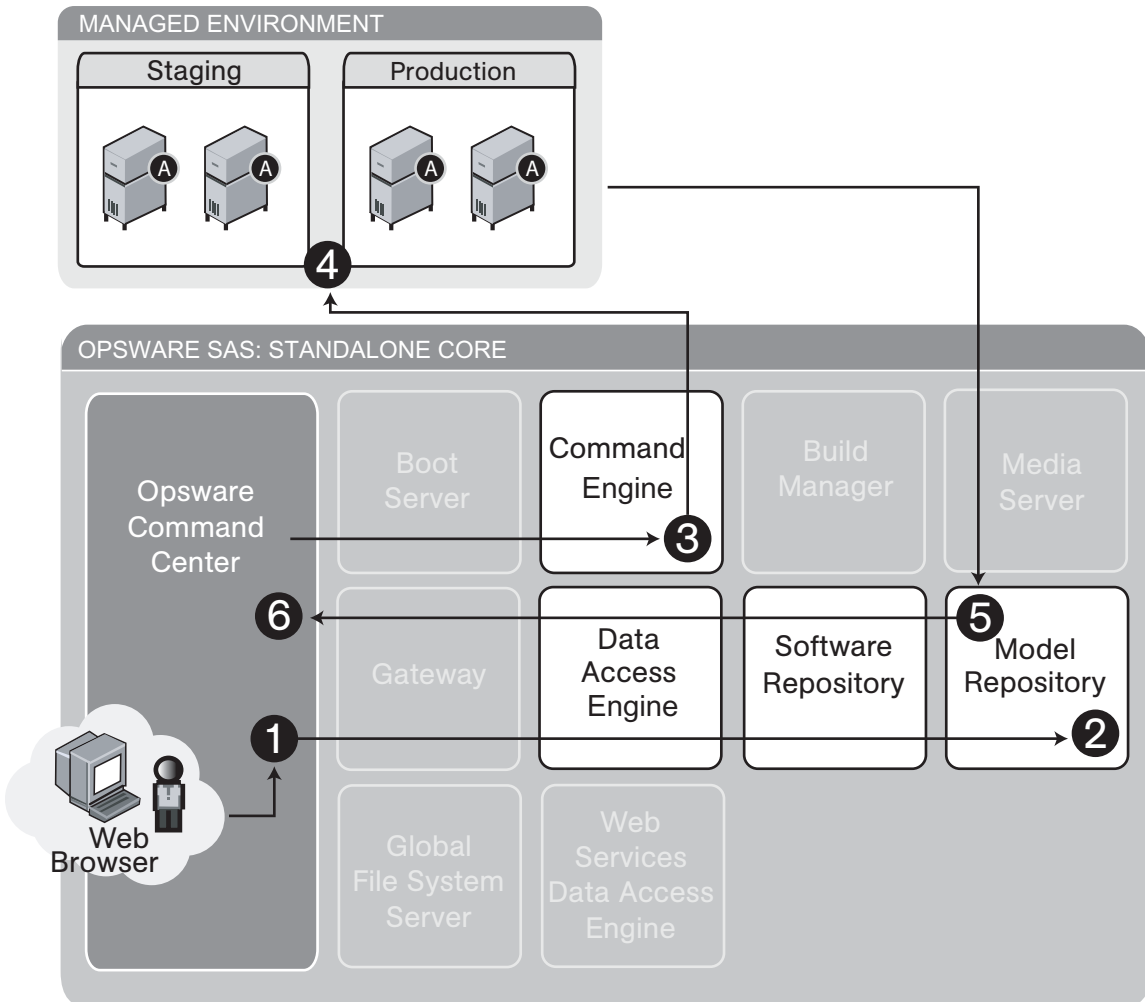 MANAGED ENVIRONMENT
Staging
Production
A
A
A
A
4
OPSWARE SAS: STANDALONE CORE
Opsware
Command
Center
Boot
Server
Command
Engine
3
Build
Manager
Media
Server
6
Gateway
Data
Access
Engine
Software
Repository
5
Model
Repository
1
2
Web
Browser
Global
File System
Server
Web
Services
Data Access
Engine